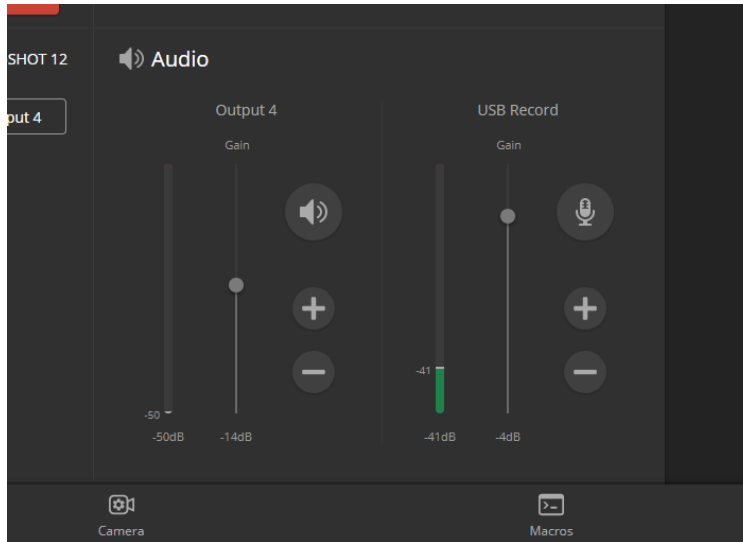 SHOT 12
put 4
Audio
Output 4
Gain
-50
-50dB
-14dB
USB Record
Gain
-41
-41dB
-4dB
Camera
Macros